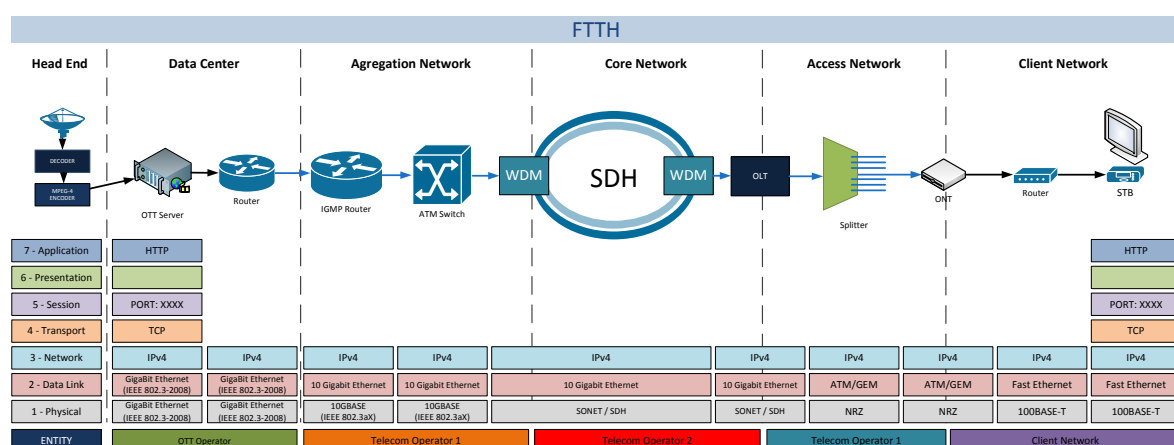 FTTH
Head End
Data Center
Agregation Network
Core Network
Access Network
Client Network
DECODER
MPEG-4
ENCODER
OTT Server
Router
IGMP Router
ATM Switch
WDM
SDH
WDM
OLT
Splitter
ONT
Router
STB
7 - Application
HTTP
HTTP
6 - Presentation
5 - Session
PORT: XXXX
PORT: XXXX
4 - Transport
TCP
TCP
3 - Network
IPv4
IPv4
IPv4
IPv4
IPv4
IPv4
IPv4
IPv4
IPv4
IPv4
2 - Data Link
GigaBit Ethernet
(IEEE 802.3-2008)
GigaBit Ethernet
(IEEE 802.3-2008)
10 Gigabit Ethernet
10 Gigabit Ethernet
10 Gigabit Ethernet
10 Gigabit Ethernet
ATM/GEM
ATM/GEM
Fast Ethernet
Fast Ethernet
1 - Physical
GigaBit Ethernet
(IEEE 802.3-2008)
GigaBit Ethernet
(IEEE 802.3-2008)
10GBASE
(IEEE 802.3aX)
10GBASE
(IEEE 802.3aX)
SONET / SDH
SONET / SDH
NRZ
NRZ
100BASE-T
100BASE-T
ENTITY
OTT Operator
Telecom Operator 1
Telecom Operator 2
Telecom Operator 1
Client Network